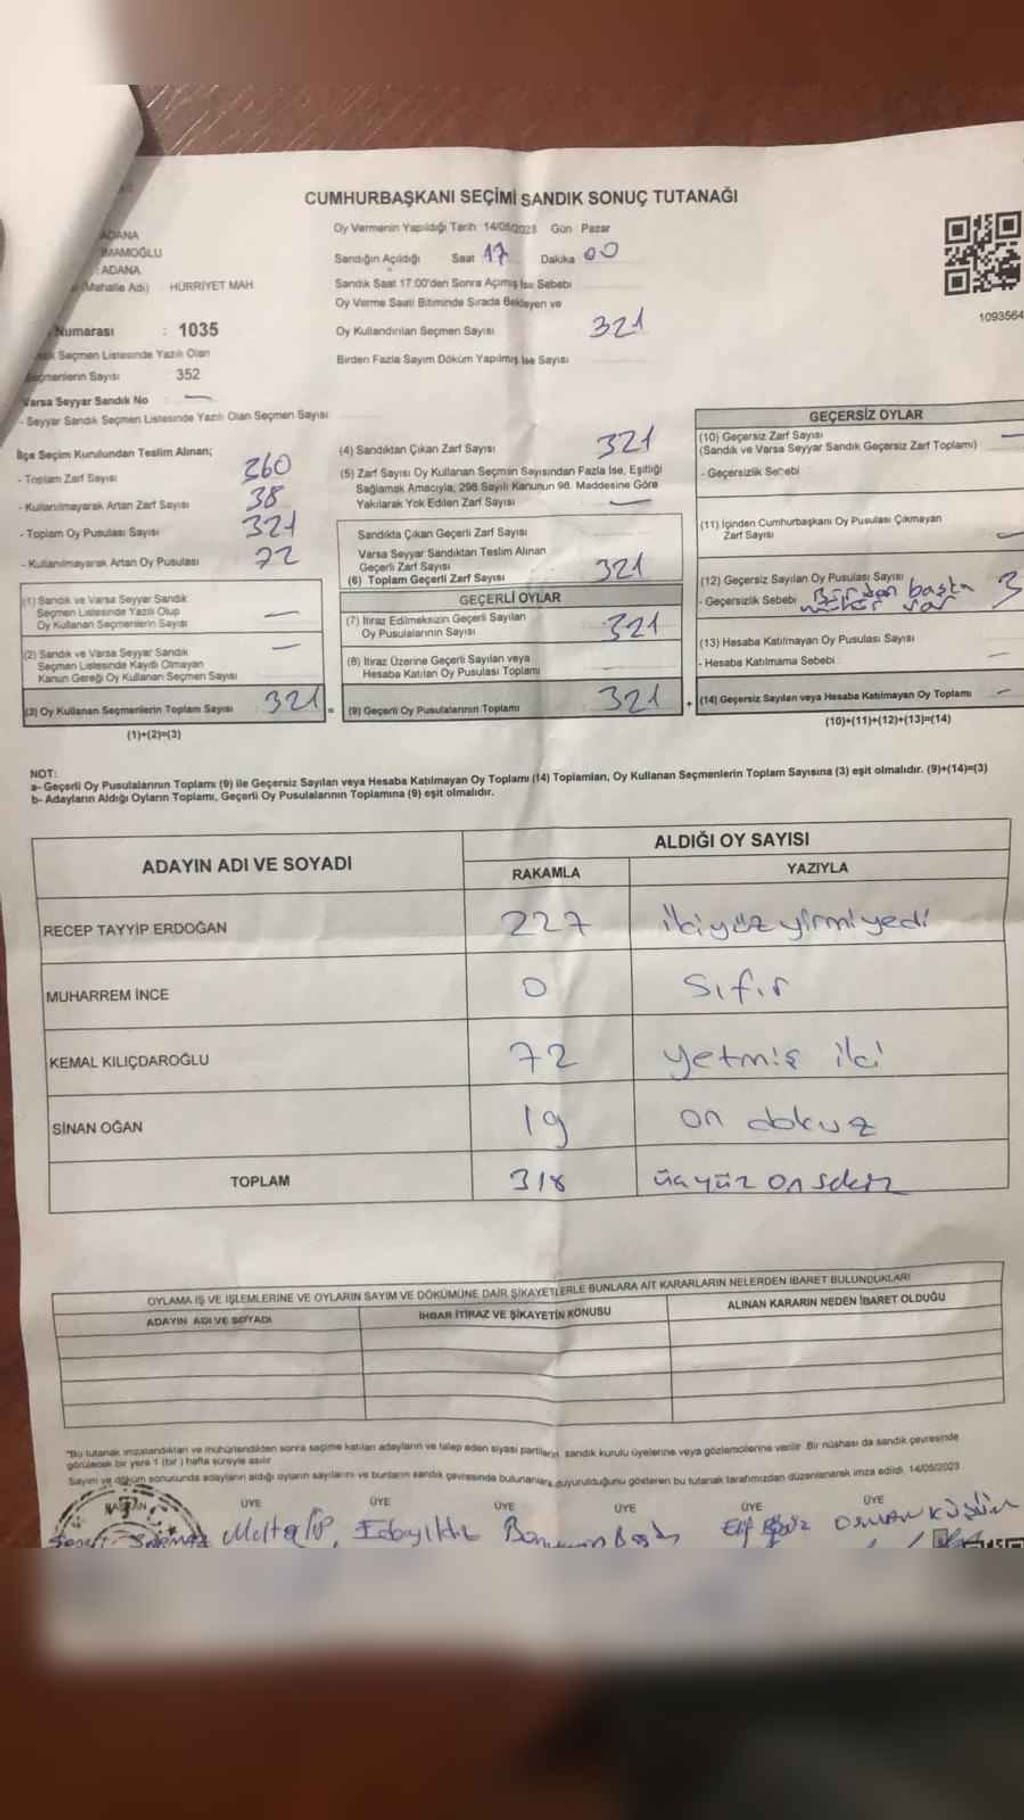 CUMHURBAŞKANI SEÇİMİ SANDIK SONUÇ TUTANAĞI
Oy Vermenin Yapıldığı Tarih 14/05/2023 Gün Pazar
ADANA
İMAMOĞLU
ADANA
Mahalle Adı) HÜRRİYET MAH
Sandığın Açıldığı Saat 17 Dakika 00
Sandık Saat 17.00'den Sonra Açımış İse Sebebi
Oy Verme Saati Bitiminde Sırada Bekleyen ve
Oy Kullandırılan Seçmen Sayısı 321
Birden Fazla Sayım Döküm Yapılmış İse Sayısı
1093564
Numarası : 1035
Seçmen Listesinde Yazılı Olan
Seçmenlerin Sayısı 352
Varsa Seyyar Sandık No —
- Seyyar Sandık Seçmen Listesinde Yazılı Olan Seçmen Sayısı
İlçe Seçim Kurulundan Teslim Alınan;
- Toplam Zarf Sayısı 360
- Kullanılmayarak Artan Zarf Sayısı 38
- Toplam Oy Pusulası Sayısı 321
- Kullanılmayarak Artan Oy Pusulası 72
(1) Sandık ve Varsa Seyyar Sandık
Seçmen Listesinde Yazılı Olup
Oy Kullanan Seçmenlerin Sayısı —
(2) Sandık ve Varsa Seyyar Sandık
Seçmen Listesinde Kayıtlı Olmayan
Kanun Gereği Oy Kullanan Seçmen Sayısı —
(3) Oy Kullanan Seçmenlerin Toplam Sayısı 321 =
(1)+(2)=(3)
(4) Sandıktan Çıkan Zarf Sayısı 321
(5) Zarf Sayısı Oy Kullanan Seçmen Sayısından Fazla İse, Eşitliği
Sağlamak Amacıyla; 298 Sayılı Kanunun 98. Maddesine Göre
Yakılarak Yok Edilen Zarf Sayısı —
Sandıkta Çıkan Geçerli Zarf Sayısı
Varsa Seyyar Sandıktan Teslim Alınan
Geçerli Zarf Sayısı
(6) Toplam Geçerli Zarf Sayısı 321
GEÇERLİ OYLAR
(7) İtiraz Edilmeksizin Geçerli Sayılan
Oy Pusulalarının Sayısı 321
(8) İtiraz Üzerine Geçerli Sayılan veya
Hesaba Katılan Oy Pusulası Toplamı
(9) Geçerli Oy Pusulalarının Toplamı 321 +
GEÇERSİZ OYLAR
(10) Geçersiz Zarf Sayısı —
(Sandık ve Varsa Seyyar Sandık Geçersiz Zarf Toplamı)
- Geçersizlik Sebebi
(11) İçinden Cumhurbaşkanı Oy Pusulası Çıkmayan
Zarf Sayısı —
(12) Geçersiz Sayılan Oy Pusulası Sayısı 3
- Geçersizlik Sebebi Birden başta
mühür var
(13) Hesaba Katılmayan Oy Pusulası Sayısı —
- Hesaba Katılmama Sebebi
(14) Geçersiz Sayılan veya Hesaba Katılmayan Oy Toplamı —
(10)+(11)+(12)+(13)=(14)
NOT:
a- Geçerli Oy Pusulalarının Toplamı (9) ile Geçersiz Sayılan veya Hesaba Katılmayan Oy Toplamı (14) Toplamları, Oy Kullanan Seçmenlerin Toplam Sayısına (3) eşit olmalıdır. (9)+(14)=(3)
b- Adayların Aldığı Oyların Toplamı, Geçerli Oy Pusulalarının Toplamına (9) eşit olmalıdır.
ADAYIN ADI VE SOYADI ALDIĞI OY SAYISI
RAKAMLA YAZIYLA
RECEP TAYYİP ERDOĞAN 227 ikiyüz yirmi yedi
MUHARREM İNCE 0 Sıfır
KEMAL KILIÇDAROĞLU 72 yetmiş iki
SİNAN OĞAN 19 on dokuz
TOPLAM 318 üçyüz on sekiz
OYLAMA İŞ VE İŞLEMLERİNE VE OYLARIN SAYIM VE DÖKÜMÜNE DAİR ŞİKAYETLERLE BUNLARA AİT KARARLARIN NELERDEN İBARET BULUNDUKLARI
ADAYIN ADI VE SOYADI İHBAR İTİRAZ VE ŞİKAYETİN KONUSU ALINAN KARARIN NEDEN İBARET OLDUĞU
"Bu tutanak imzalandıktan ve mühürlendikten sonra seçime katılan adayların ve talep eden siyasi partilerin sandık kurulu üyelerine veya gözlemcilerine verilir. Bir nüshası da sandık çevresinde
görülecek bir yere 1 (bir) hafta süreyle asılır
Sayım ve döküm sonucunda adayların aldığı oyların sayılarını ve bunların sandık çevresinde bulunanlara duyurulduğunu gösteren bu tutanak tarafımızdan düzenlenerek imza edildi. 14/05/2023
BAŞKAN ÜYE ÜYE ÜYE ÜYE ÜYE ÜYE